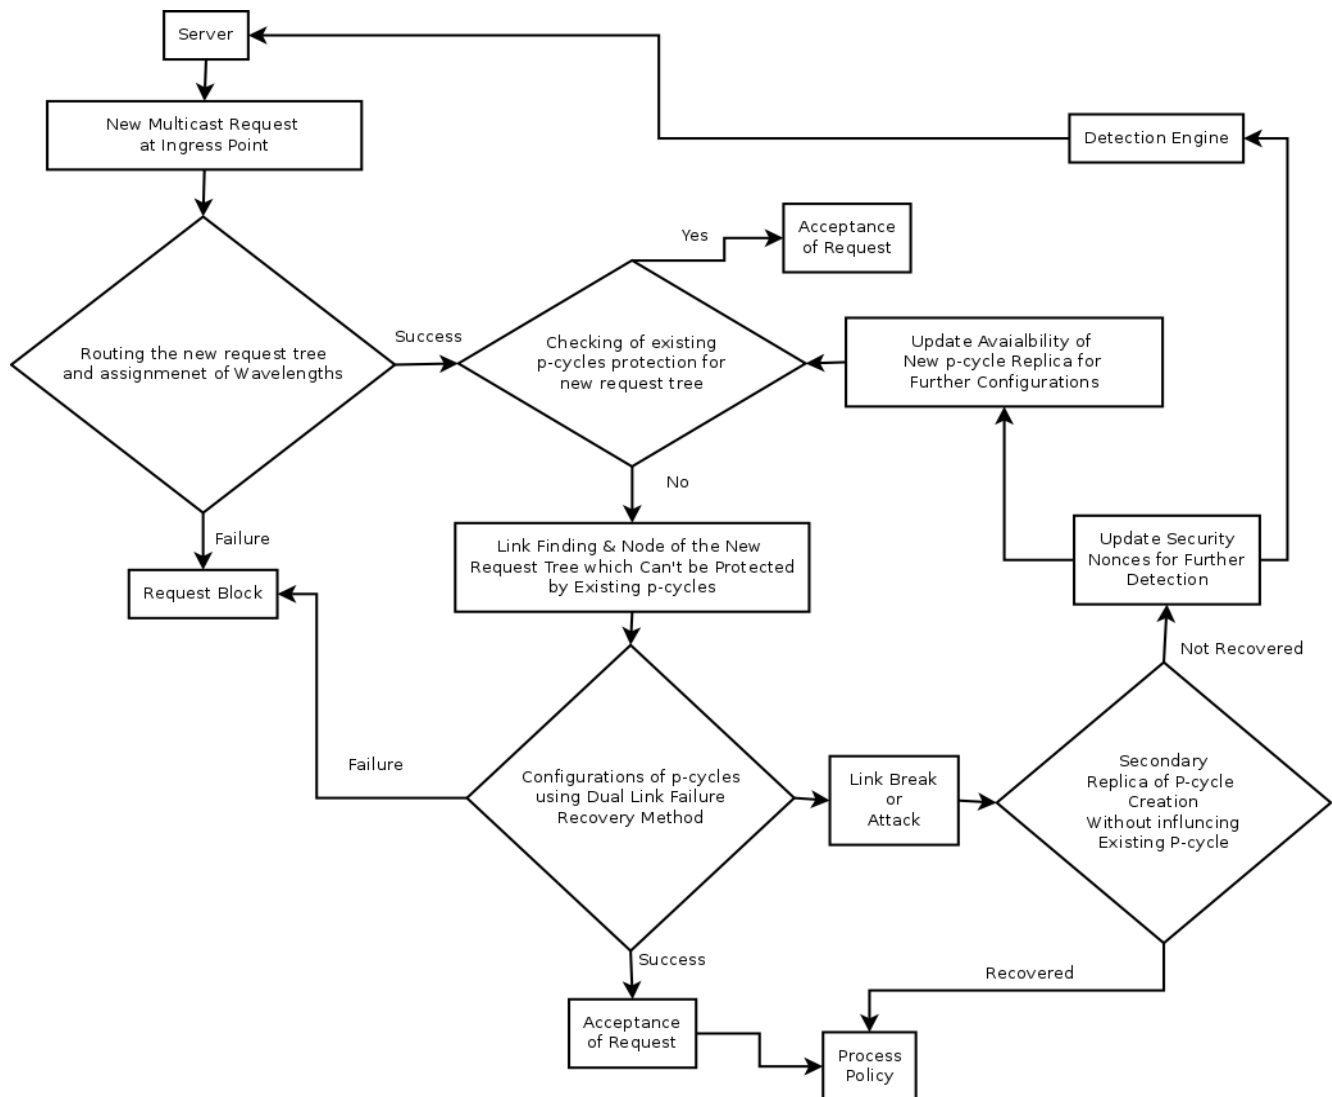 Server
New Multicast Request
at Ingress Point
Detection Engine
Yes
Acceptance
of Request
Routing the new request tree
and assignmenet of Wavelengths
Success
Checking of existing
p-cycles protection for
new request tree
Update Avaialbility of
New p-cycle Replica for
Further Configurations
No
Failure
Request Block
Link Finding & Node of the New
Request Tree which Can't be Protected
by Existing p-cycles
Update Security
Nonces for Further
Detection
Not Recovered
Failure
Configurations of p-cycles
using Dual Link Failure
Recovery Method
Link Break
or
Attack
Secondary
Replica of P-cycle
Creation
Without influncing
Existing P-cycle
Success
Recovered
Acceptance
of Request
Process
Policy